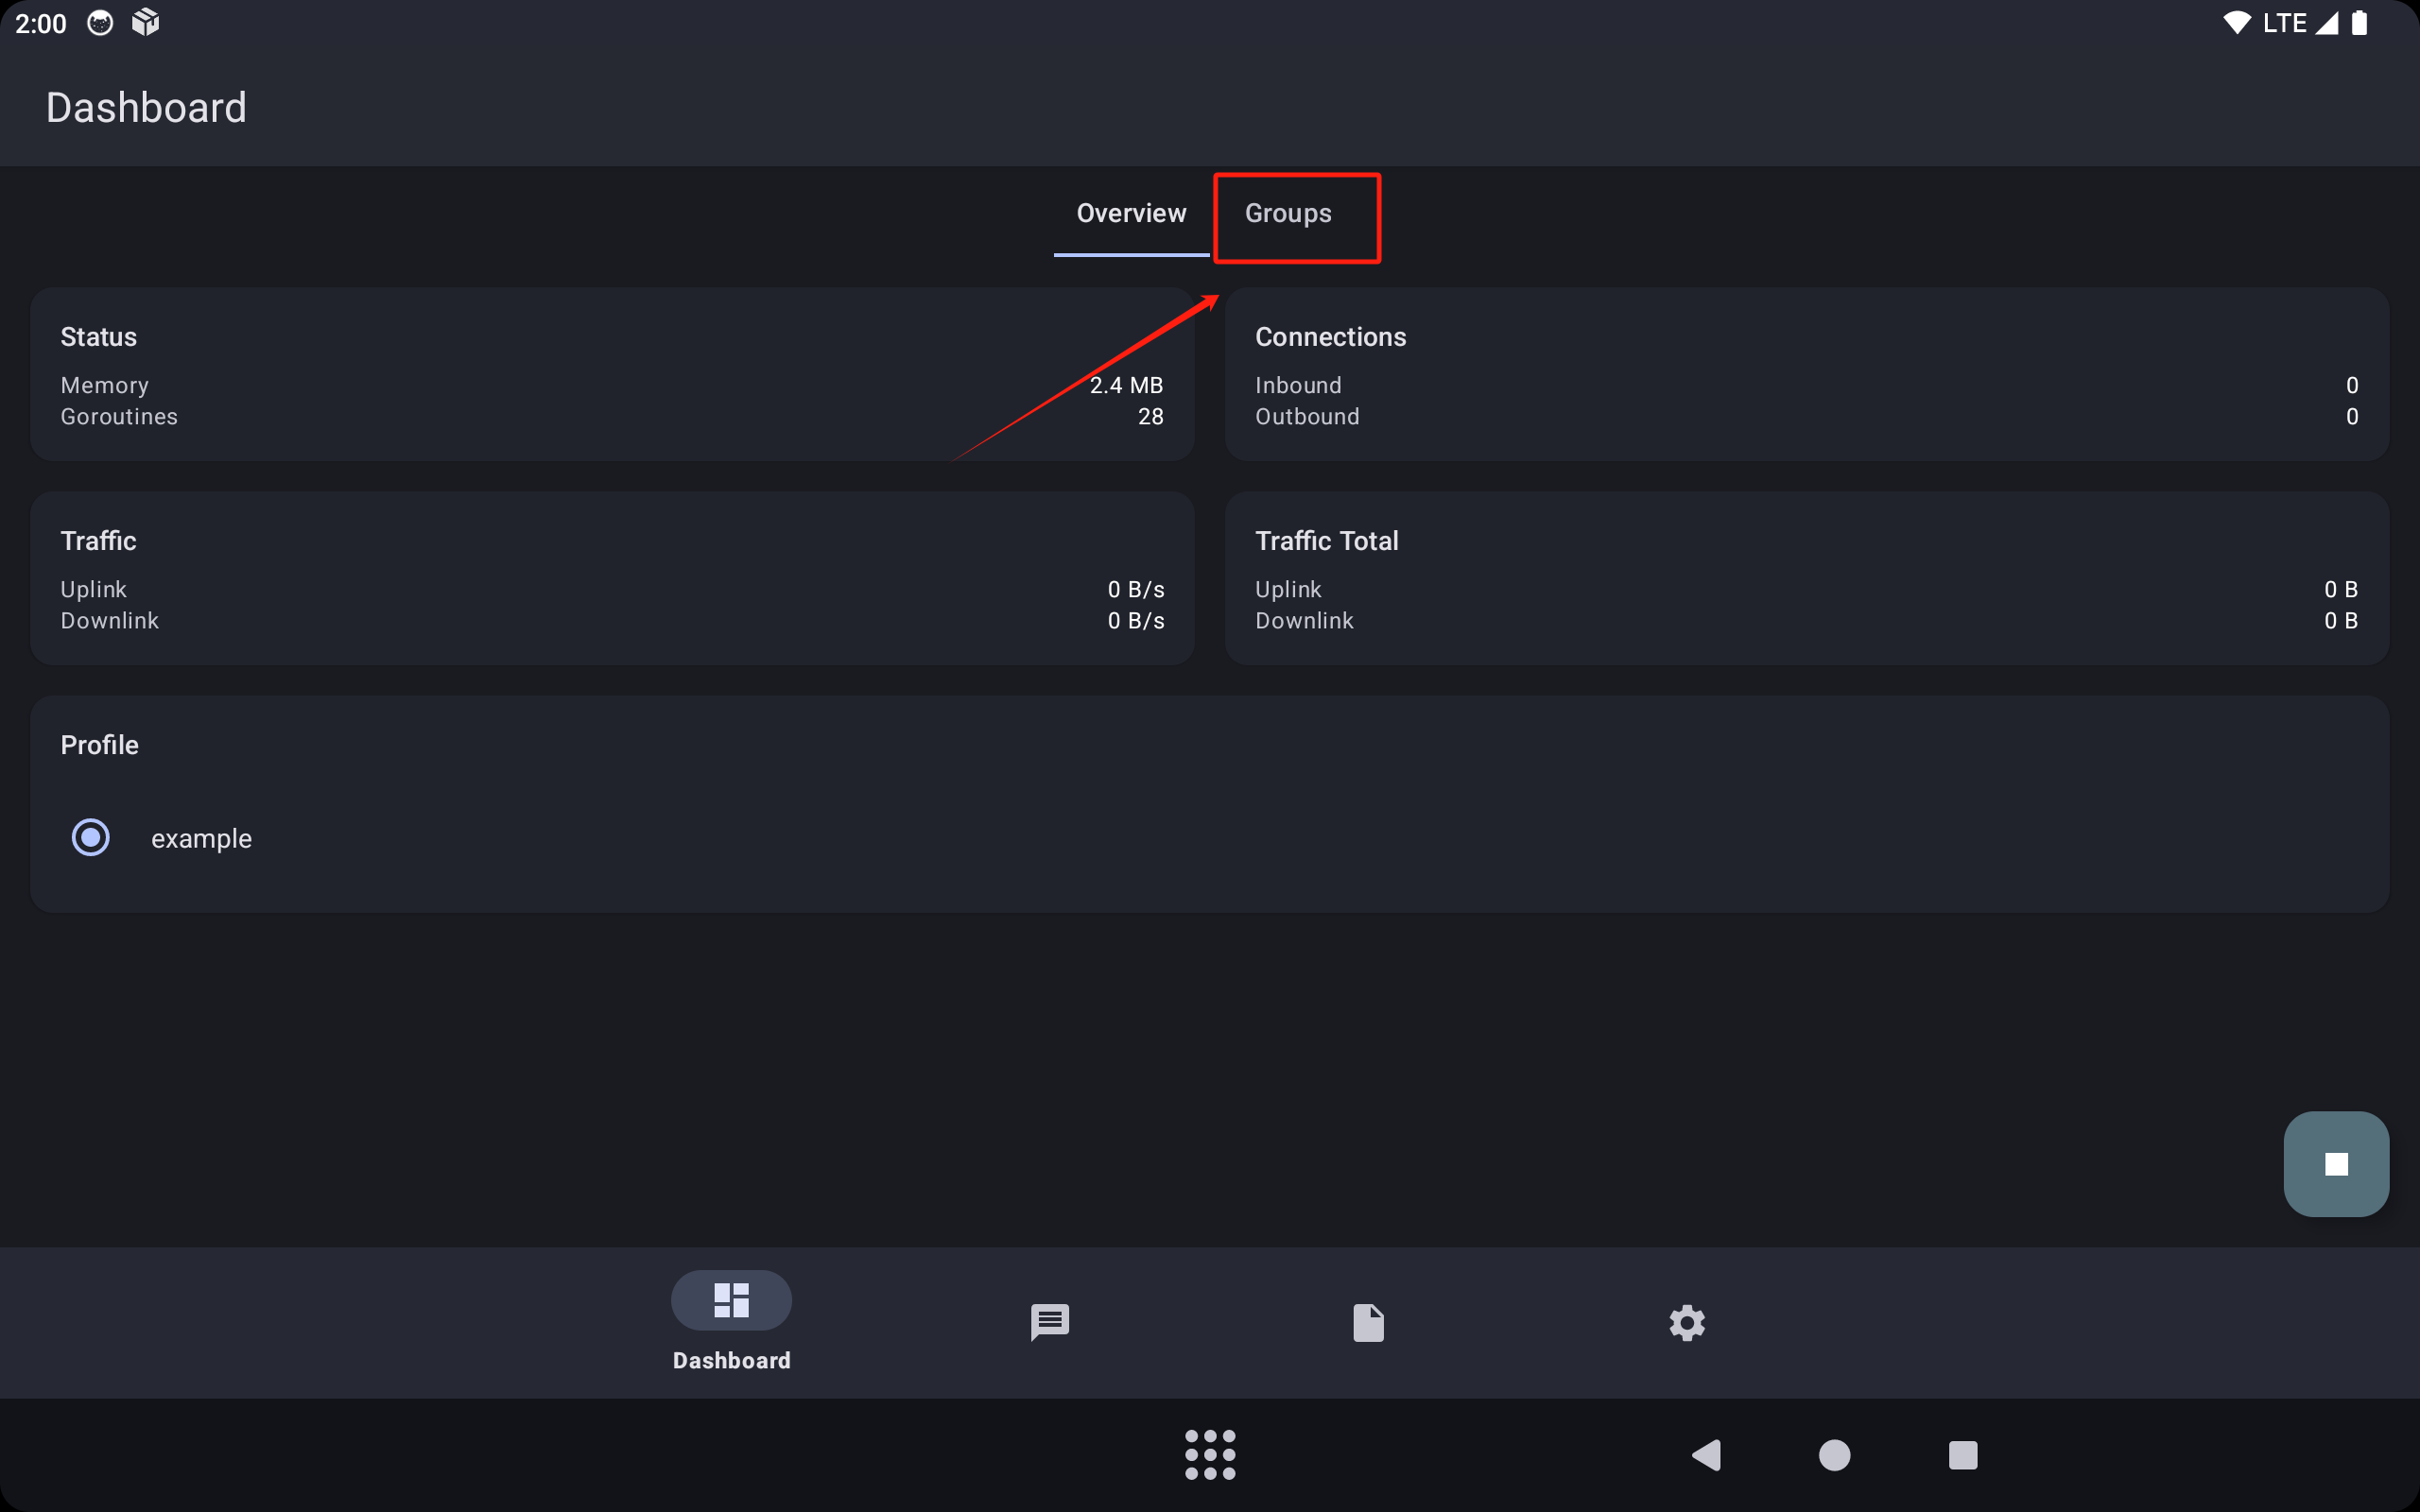 2:00
LTE
Dashboard
Overview
Groups
Status
Memory 2.4 MB
Goroutines 28
Connections
Inbound 0
Outbound 0
Traffic
Uplink 0 B/s
Downlink 0 B/s
Traffic Total
Uplink 0 B
Downlink 0 B
Profile
example
Dashboard